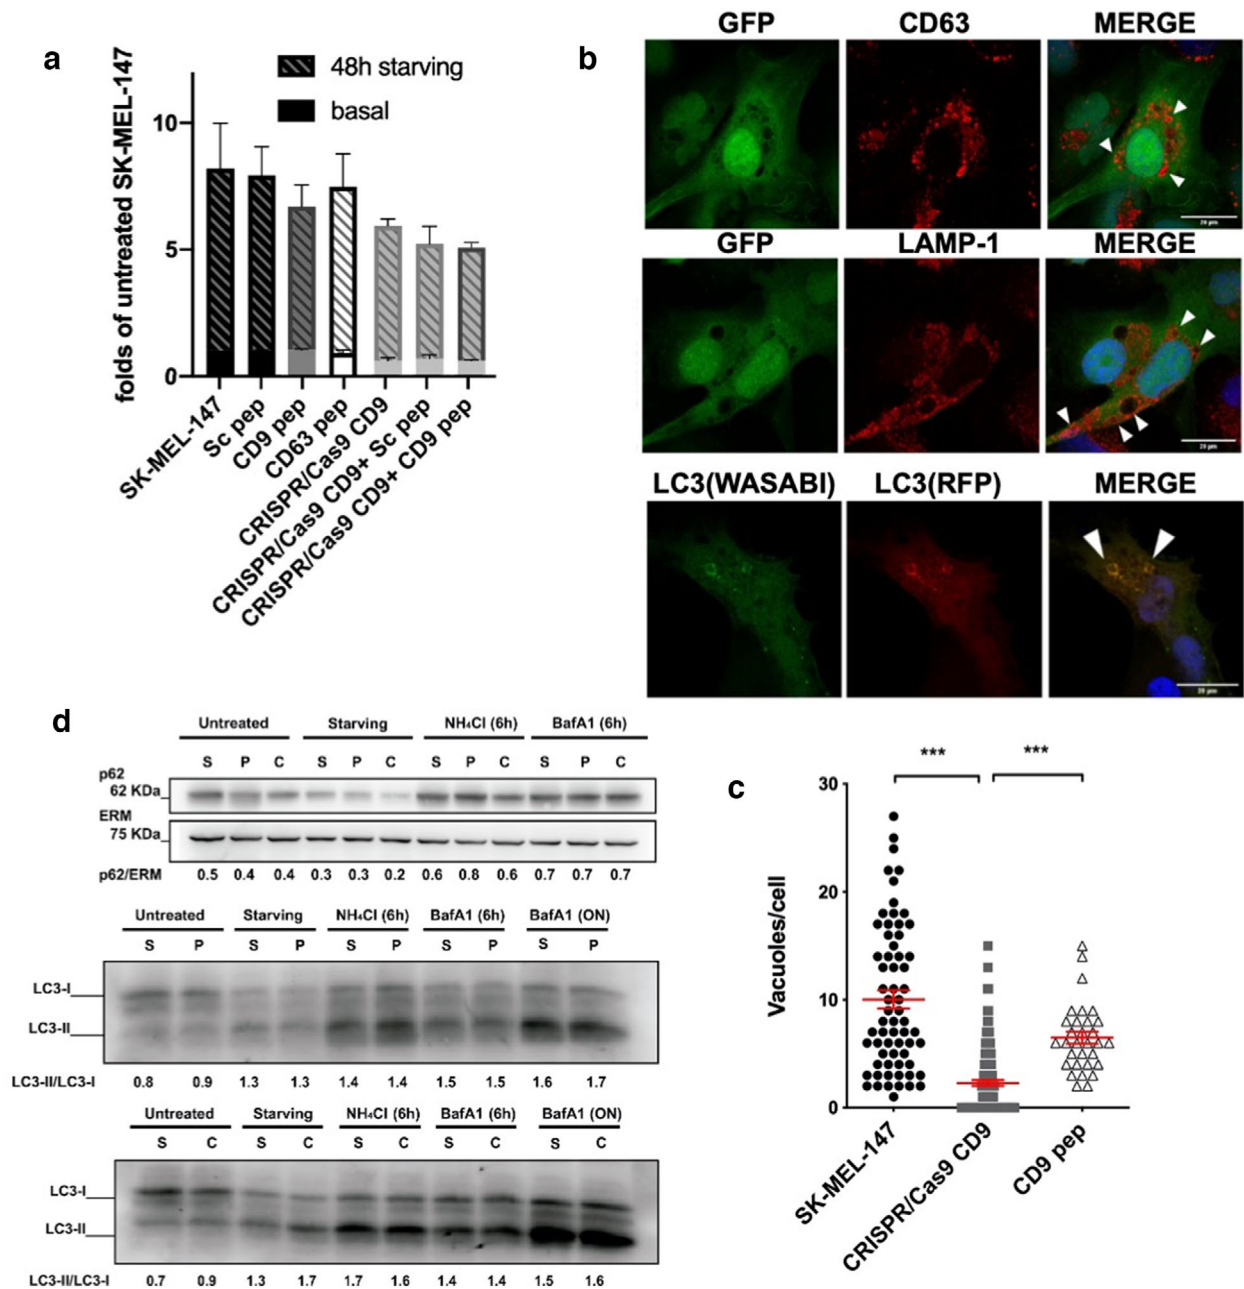 a
48h starving
basal
folds of untreated SK-MEL-147
10
5
0
SK-MEL-147
Sc pep
CD9 pep
CD63 pep
CRISPR/Cas9 CD9
CRISPR/Cas9 CD9+ Sc pep
CRISPR/Cas9 CD9+ CD9 pep
b
GFP CD63 MERGE
20 µm
GFP LAMP-1 MERGE
20 µm
LC3(WASABI) LC3(RFP) MERGE
20 µm
d
Untreated Starving NH₄Cl (6h) BafA1 (6h)
S P C S P C S P C S P C
p62
62 KDa
ERM
75 KDa
p62/ERM 0.5 0.4 0.4 0.3 0.3 0.2 0.6 0.8 0.6 0.7 0.7 0.7
Untreated Starving NH₄Cl (6h) BafA1 (6h) BafA1 (ON)
S P S P S P S P S P
LC3-I
LC3-II
LC3-II/LC3-I 0.8 0.9 1.3 1.3 1.4 1.4 1.5 1.5 1.6 1.7
Untreated Starving NH₄Cl (6h) BafA1 (6h) BafA1 (ON)
S C S C S C S C S C
LC3-I
LC3-II
LC3-II/LC3-I 0.7 0.9 1.3 1.7 1.7 1.6 1.4 1.4 1.5 1.6
c
*** ***
Vacuoles/cell
30
20
10
0
SK-MEL-147
CRISPR/Cas9 CD9
CD9 pep